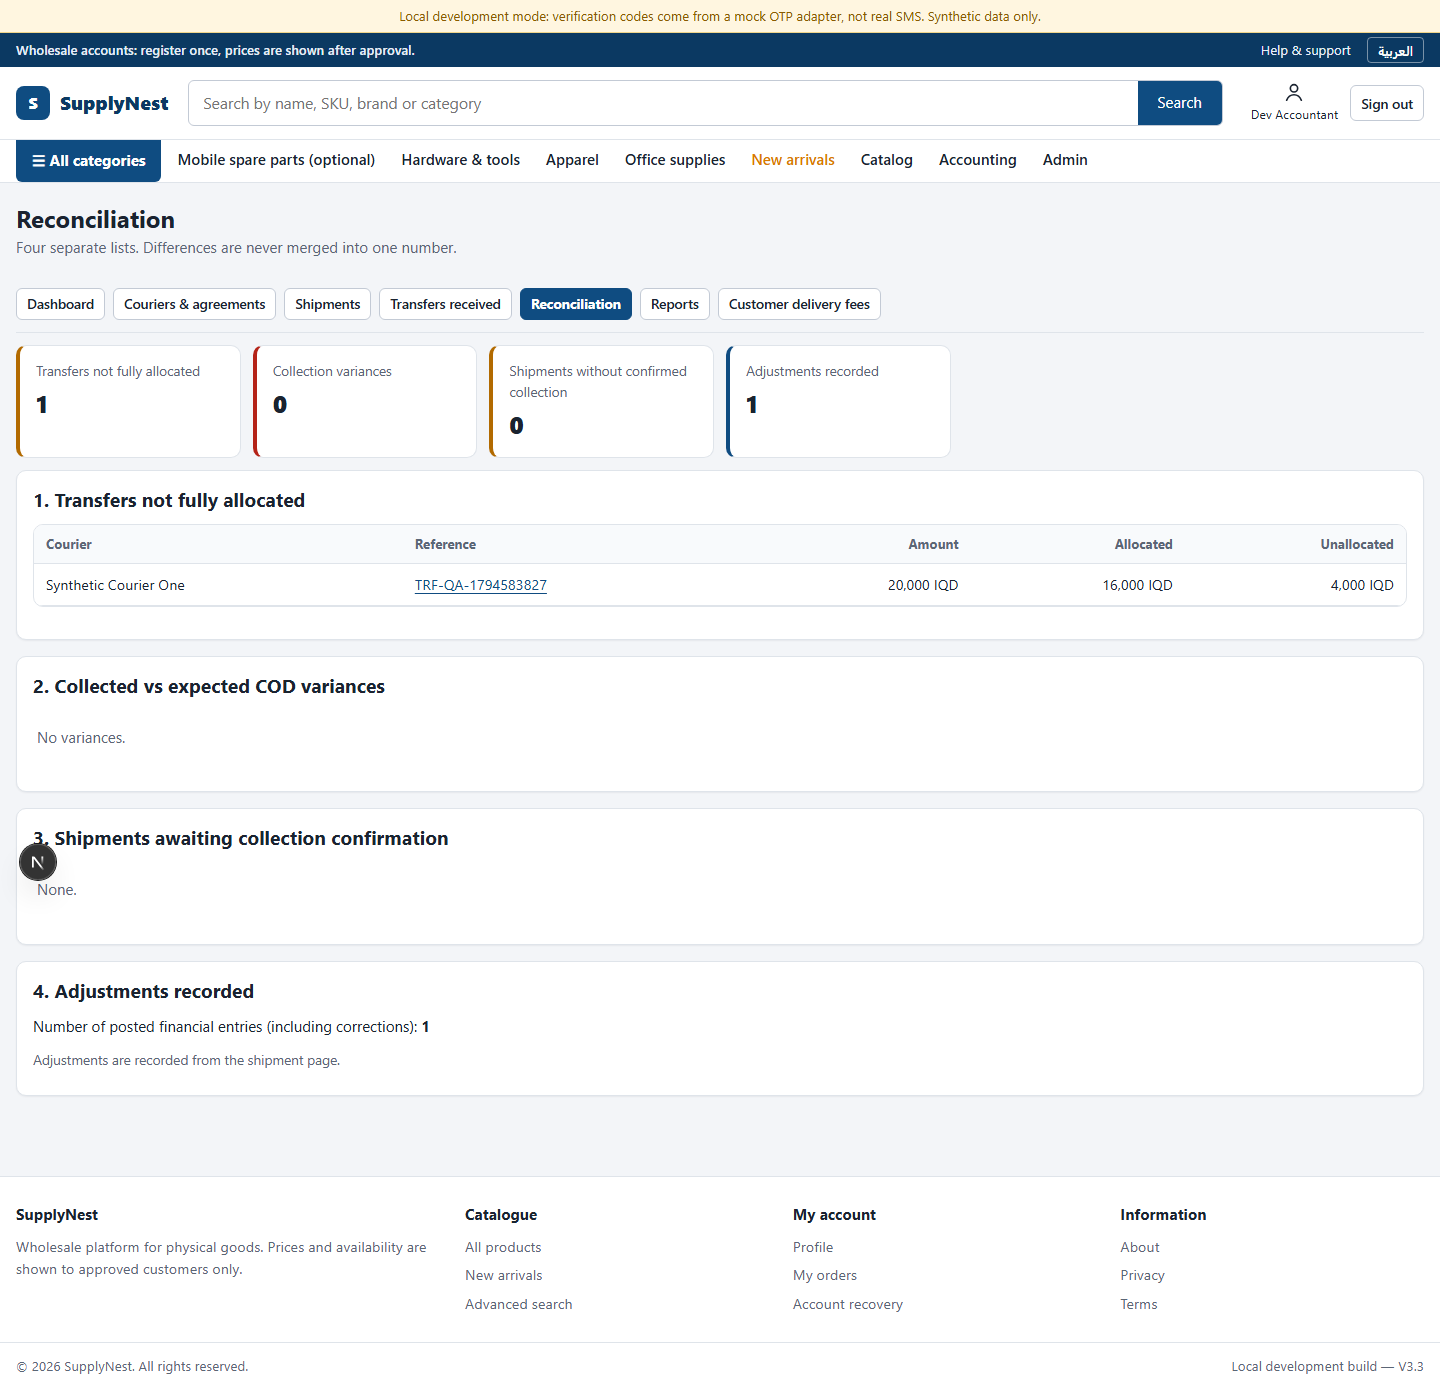 Local development mode: verification codes come from a mock OTP adapter, not real SMS. Synthetic data only.
Wholesale accounts: register once, prices are shown after approval.
Help & support
العربية
S
SupplyNest
Search by name, SKU, brand or category
Search
Dev Accountant
Sign out
☰ All categories
Mobile spare parts (optional)
Hardware & tools
Apparel
Office supplies
New arrivals
Catalog
Accounting
Admin
Reconciliation
Four separate lists. Differences are never merged into one number.
Dashboard
Couriers & agreements
Shipments
Transfers received
Reconciliation
Reports
Customer delivery fees
Transfers not fully allocated
1
Collection variances
0
Shipments without confirmed
collection
0
Adjustments recorded
1
1. Transfers not fully allocated
Courier Reference Amount Allocated Unallocated
Synthetic Courier One TRF-QA-1794583827 20,000 IQD 16,000 IQD 4,000 IQD
2. Collected vs expected COD variances
No variances.
3. Shipments awaiting collection confirmation
N
None.
4. Adjustments recorded
Number of posted financial entries (including corrections): 1
Adjustments are recorded from the shipment page.
SupplyNest
Wholesale platform for physical goods. Prices and availability are
shown to approved customers only.
Catalogue
All products
New arrivals
Advanced search
My account
Profile
My orders
Account recovery
Information
About
Privacy
Terms
© 2026 SupplyNest. All rights reserved.
Local development build — V3.3